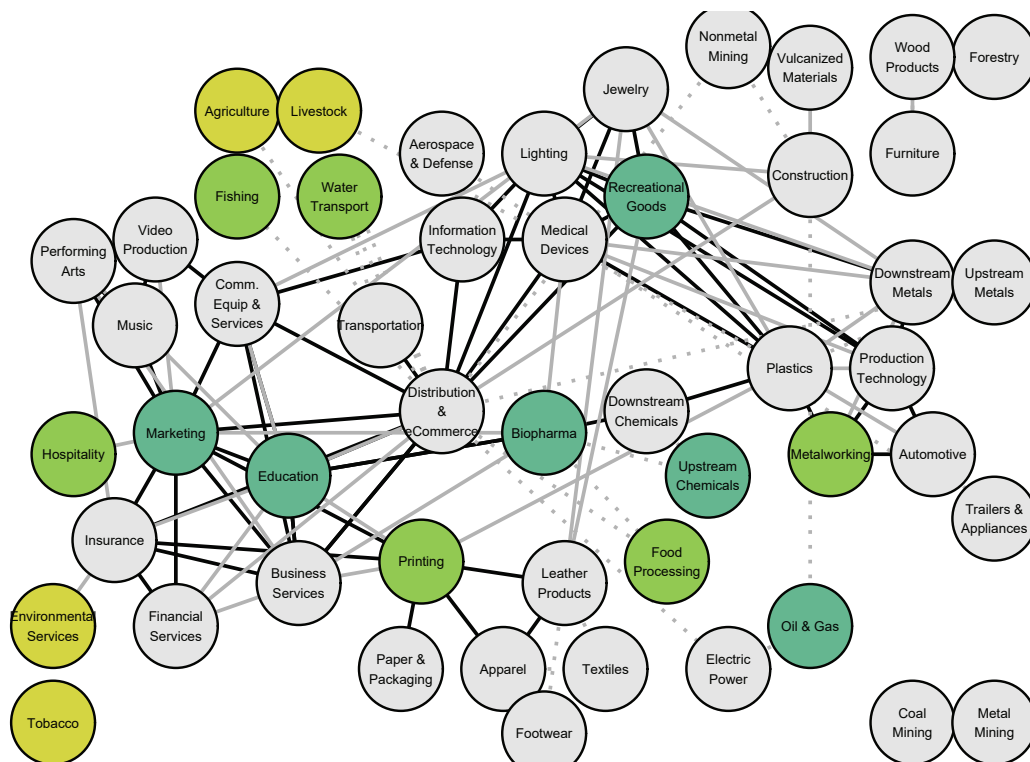 Nonmetal
Mining
Vulcanized
Materials
Wood
Products
Forestry
Jewelry
Agriculture
Livestock
Aerospace
& Defense
Lighting
Construction
Furniture
Fishing
Water
Transport
Recreational
Goods
Video
Production
Performing
Arts
Information
Technology
Medical
Devices
Comm.
Equip &
Services
Downstream
Metals
Upstream
Metals
Music
Transportation
Plastics
Production
Technology
Distribution
&
eCommerce
Downstream
Chemicals
Marketing
Biopharma
Hospitality
Education
Upstream
Chemicals
Metalworking
Automotive
Trailers &
Appliances
Insurance
Printing
Food
Processing
Business
Services
Leather
Products
Environmental
Services
Financial
Services
Oil & Gas
Paper &
Packaging
Apparel
Textiles
Electric
Power
Tobacco
Footwear
Coal
Mining
Metal
Mining